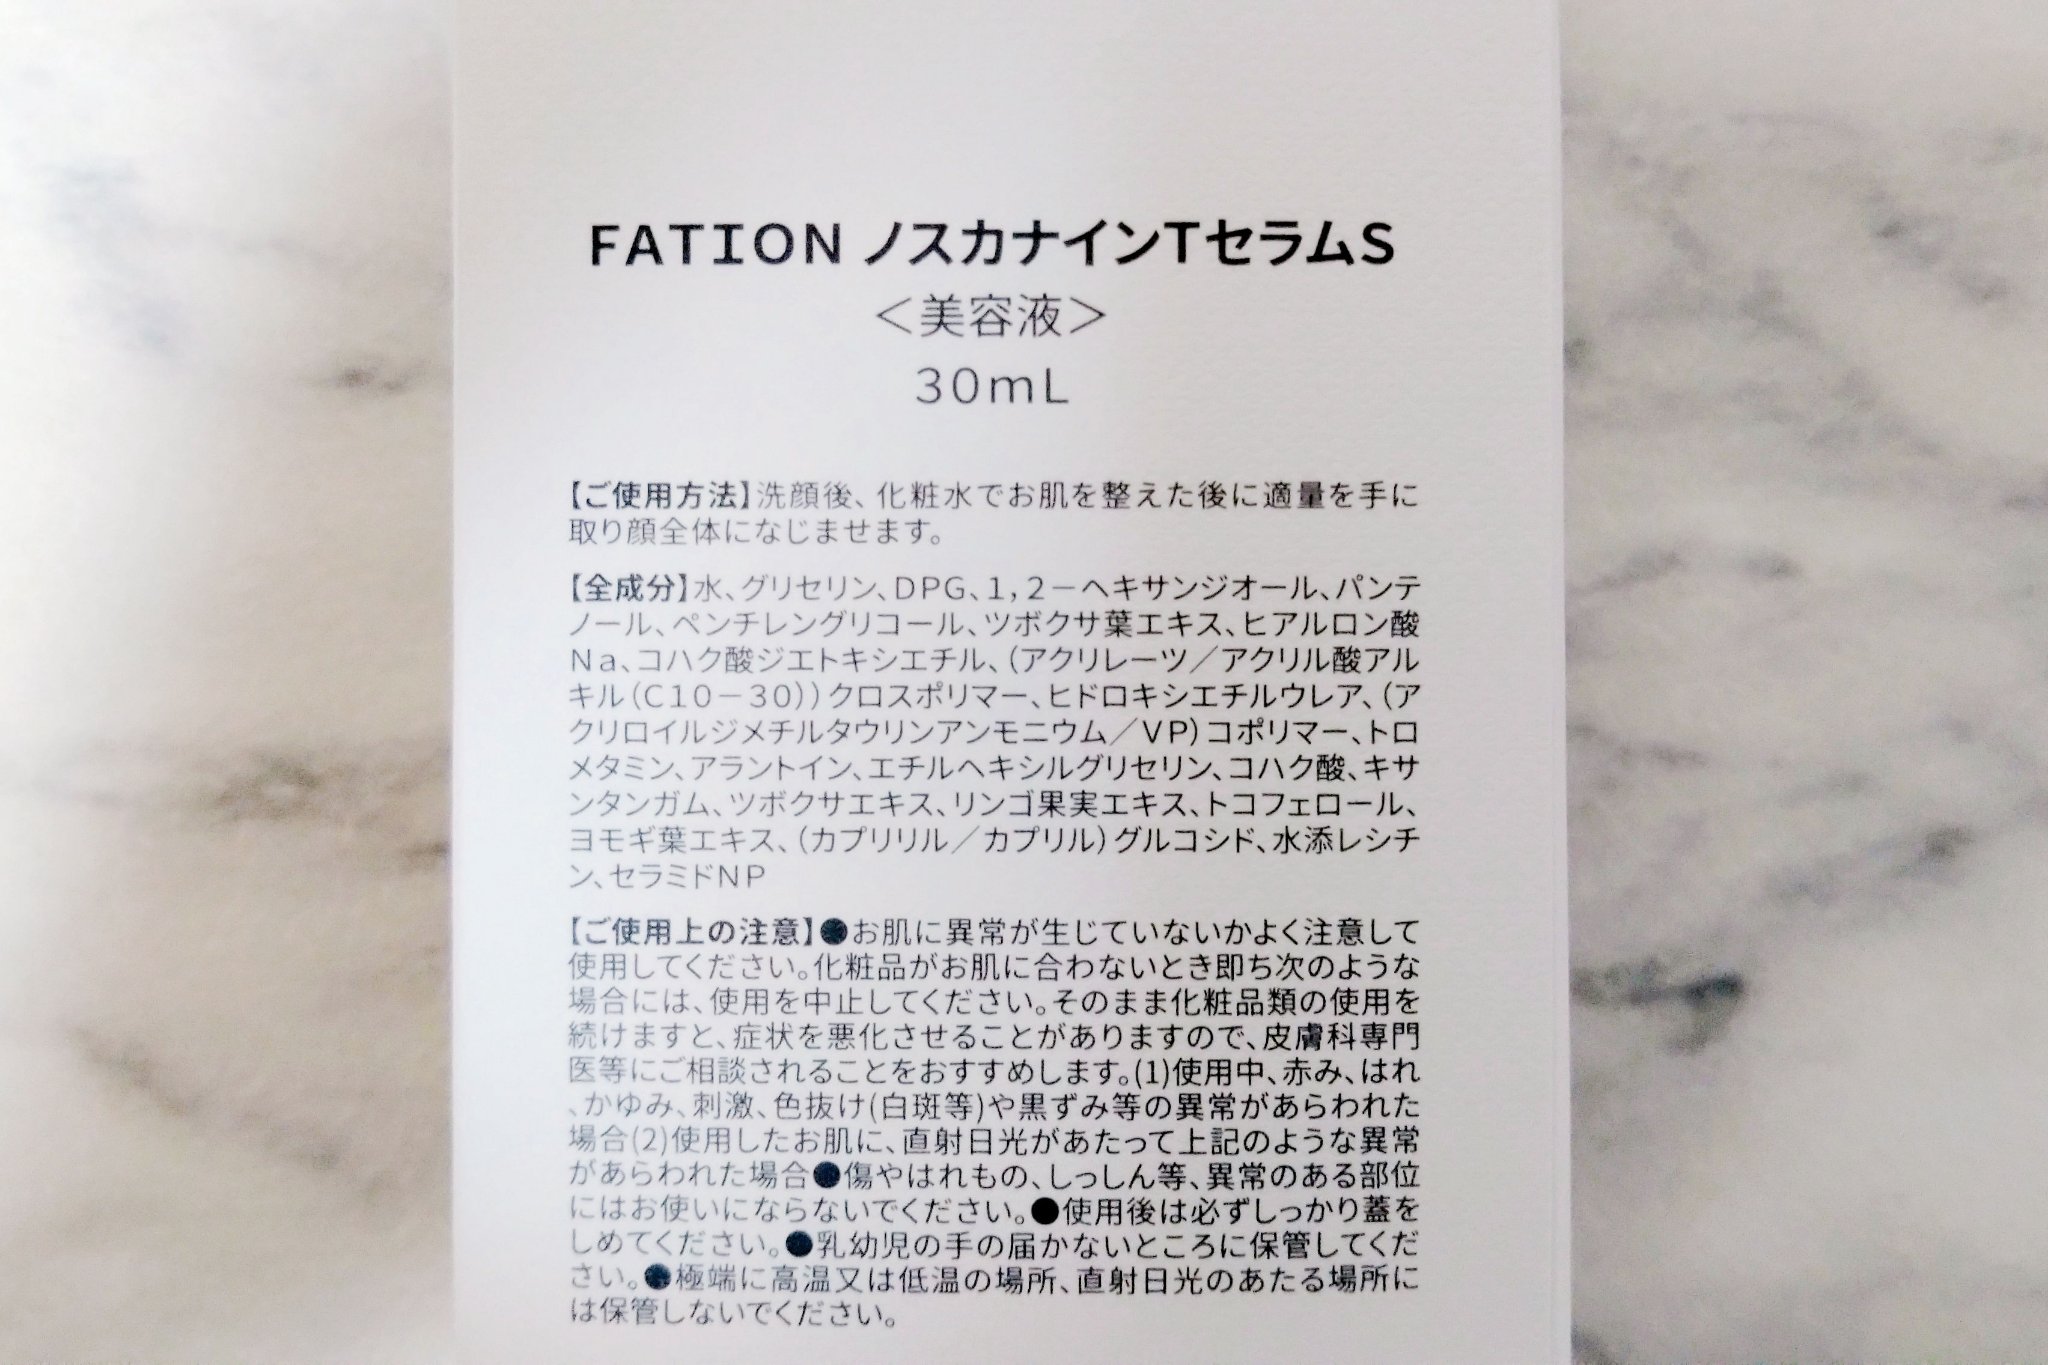 FATION ノスカナインTセラムS
＜美容液＞
30mL
【ご使用方法】洗顔後、化粧水でお肌を整えた後に適量を手に
取り顔全体になじませます。
【全成分】水、グリセリン、DPG、1，2－ヘキサンジオール、パンテ
ノール、ペンチレングリコール、ツボクサ葉エキス、ヒアルロン酸
Na、コハク酸ジエトキシエチル、（アクリレーツ／アクリル酸アル
キル（C10－30））クロスポリマー、ヒドロキシエチルウレア、（ア
クリロイルジメチルタウリンアンモニウム／VP）コポリマー、トロ
メタミン、アラントイン、エチルヘキシルグリセリン、コハク酸、キサ
ンタンガム、ツボクサエキス、リンゴ果実エキス、トコフェロール、
ヨモギ葉エキス、（カプリリル／カプリル）グルコシド、水添レシチ
ン、セラミドNP
【ご使用上の注意】●お肌に異常が生じていないかよく注意して
使用してください。化粧品がお肌に合わないとき即ち次のような
場合には、使用を中止してください。そのまま化粧品類の使用を
続けますと、症状を悪化させることがありますので、皮膚科専門
医等にご相談されることをおすすめします。(1)使用中、赤み、はれ
、かゆみ、刺激、色抜け(白斑等)や黒ずみ等の異常があらわれた
場合(2)使用したお肌に、直射日光があたって上記のような異常
があらわれた場合●傷やはれもの、しっしん等、異常のある部位
にはお使いにならないでください。●使用後は必ずしっかり蓋を
しめてください。●乳幼児の手の届かないところに保管してくだ
さい。●極端に高温又は低温の場所、直射日光のあたる場所に
は保管しないでください。